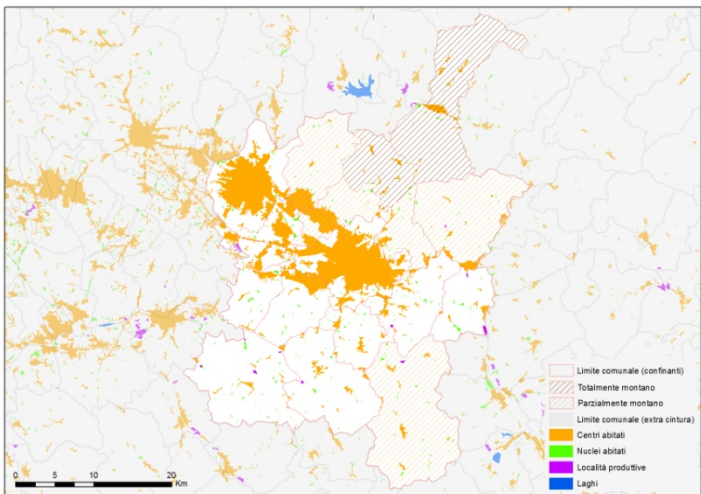 Limite comunale (confinanti)
Totalmente montano
Parzialmente montano
Limite comunale (extra cintura)
Centri abitati
Nuclei abitati
Località produttive
Laghi
0 5 10 20
Km